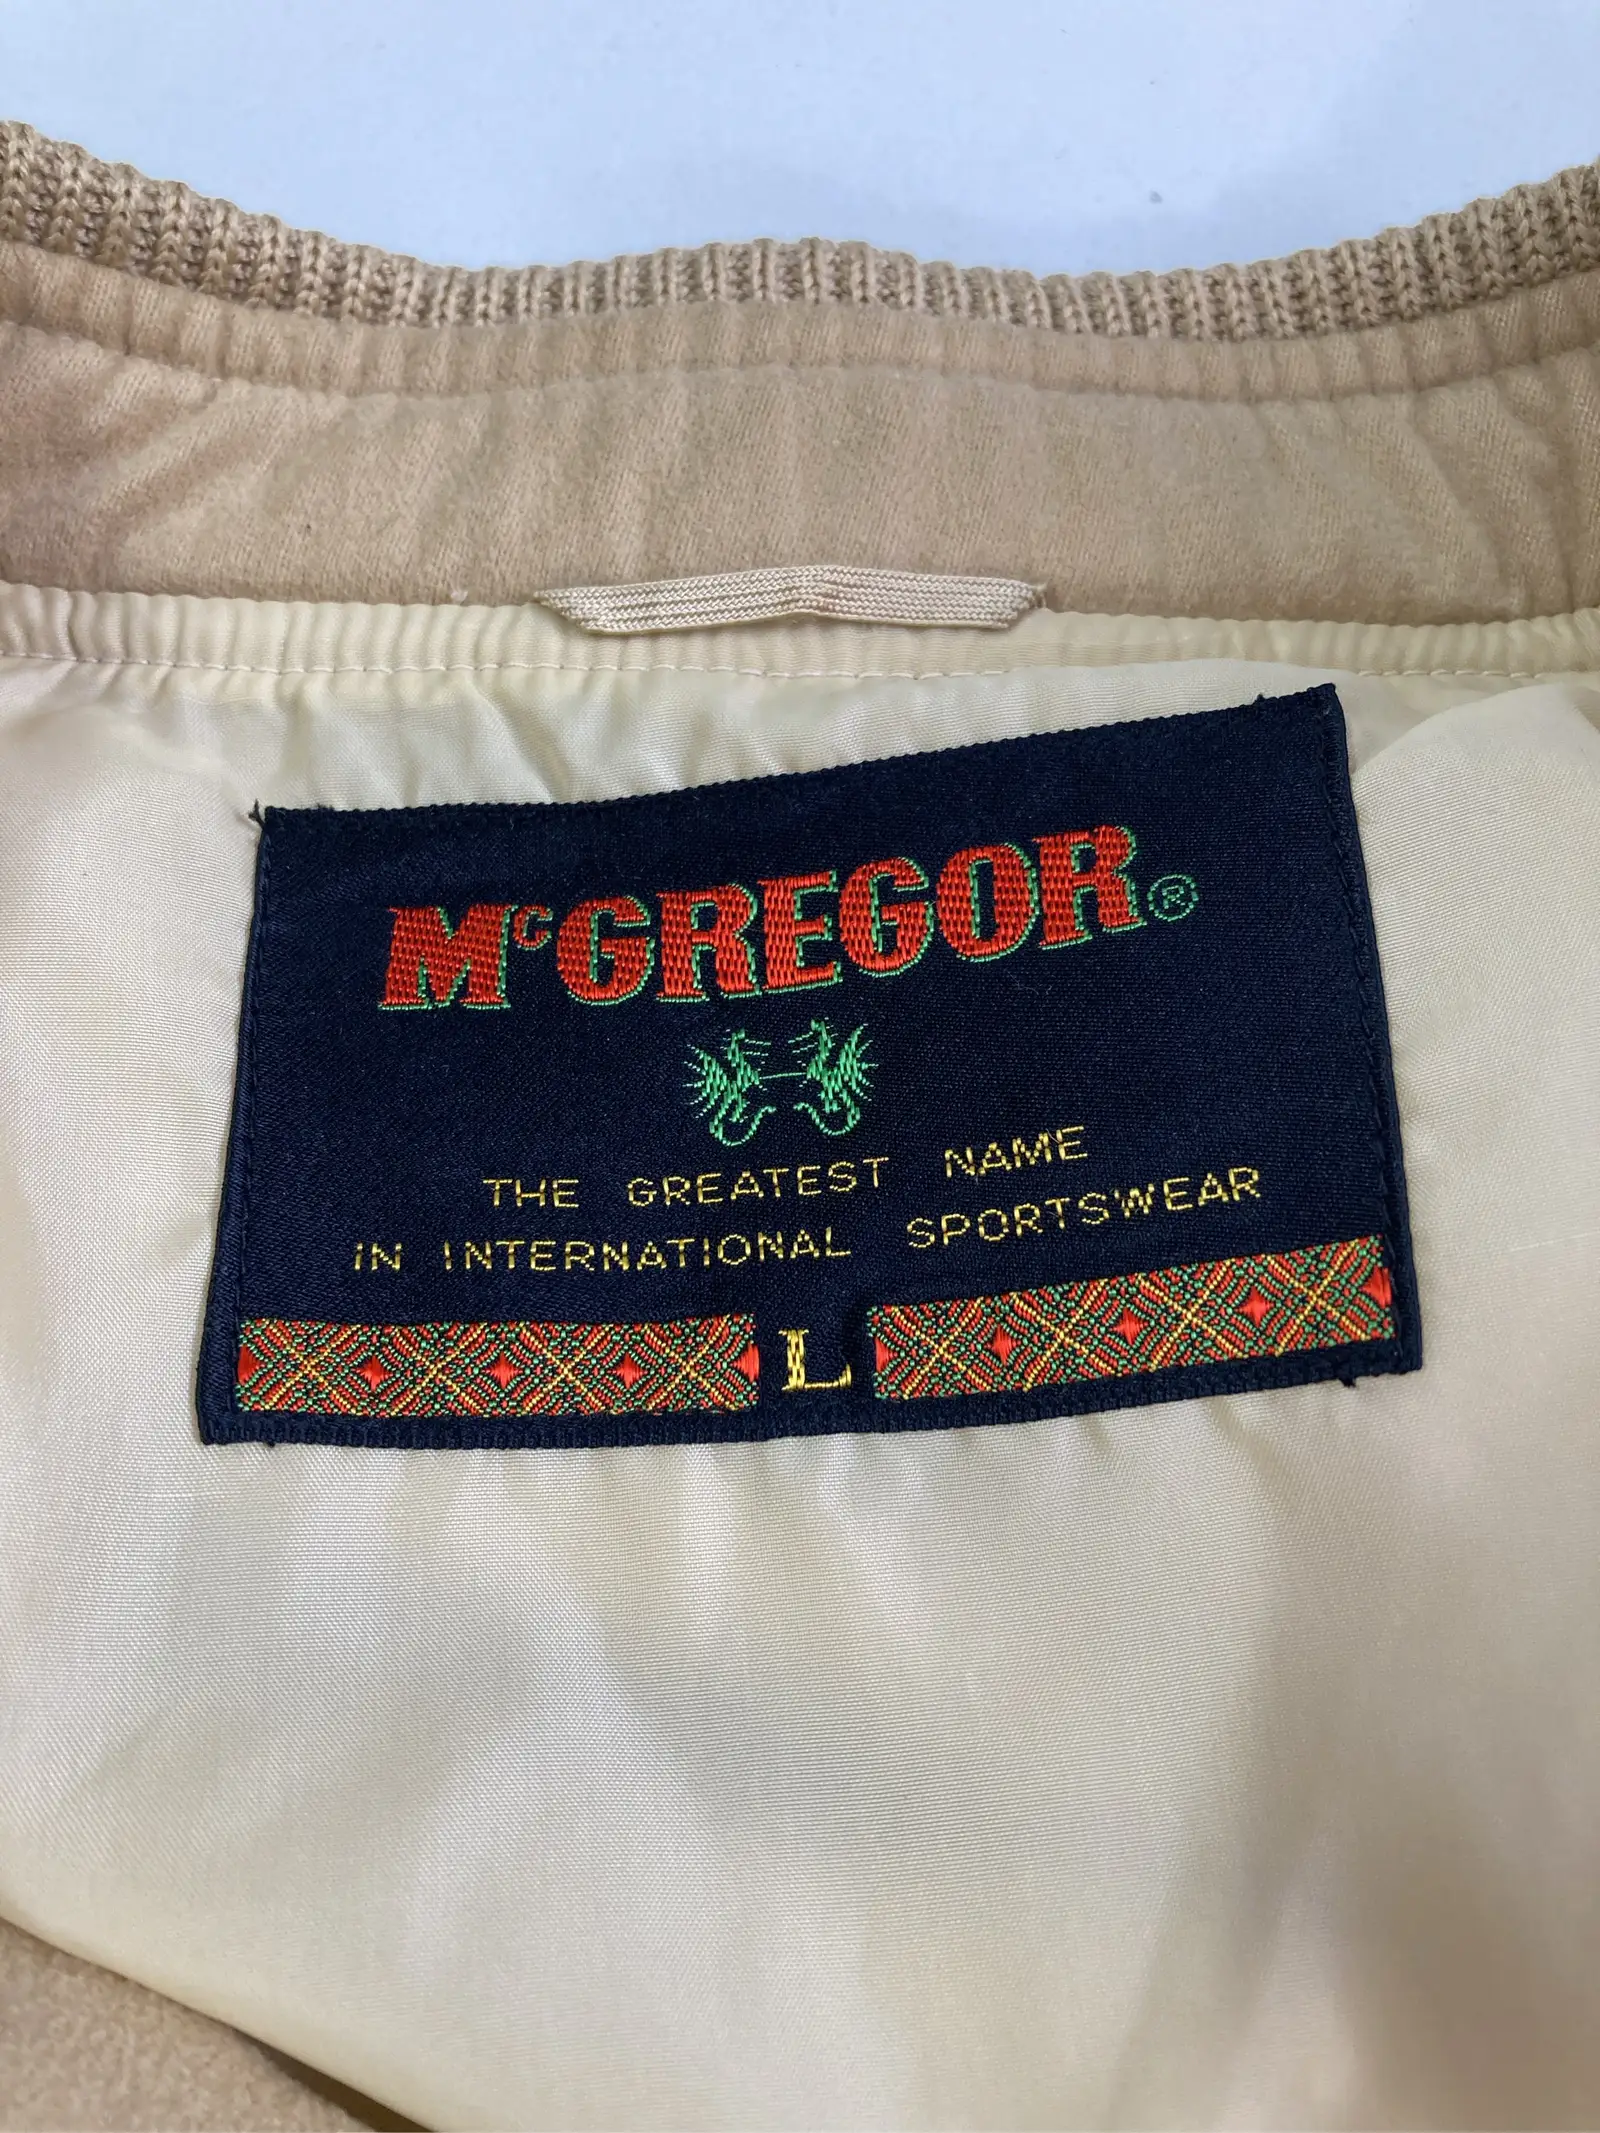 McGREGOR®
THE GREATEST NAME
IN INTERNATIONAL SPORTSWEAR
L